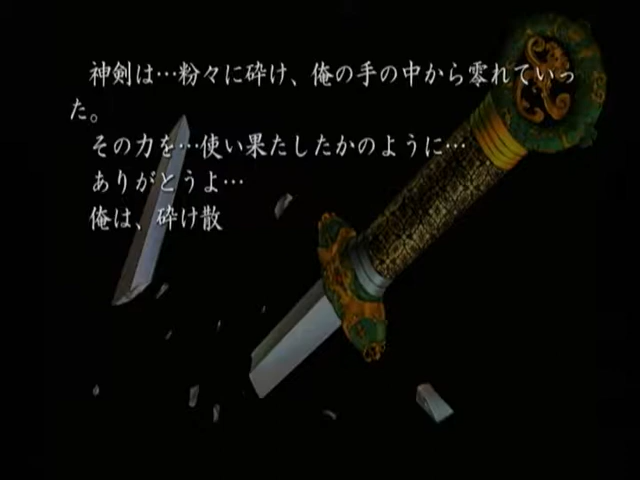 神剣は…粉々に砕け、俺の手の中から零れていっ
た。
その力を…使い果たしたかのように…
ありがとうよ…
俺は、砕け散